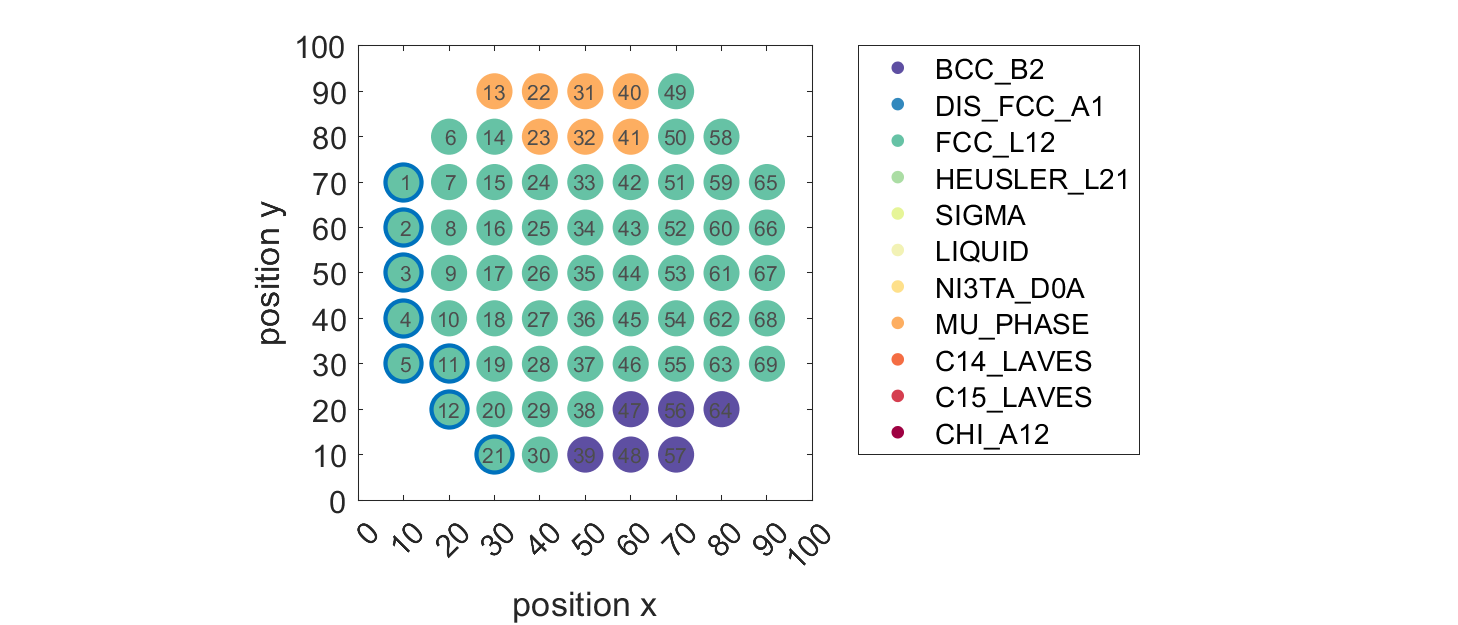 100
90
80
70
60
50
40
30
20
10
0
position y
13 22 31 40 49
6 14 23 32 41 50 58
1 7 15 24 33 42 51 59 65
2 8 16 25 34 43 52 60 66
3 9 17 26 35 44 53 61 67
4 10 18 27 36 45 54 62 68
5 11 19 28 37 46 55 63 69
12 20 29 38 47 56 64
21 30 39 48 57
0 10 20 30 40 50 60 70 80 90 100
position x
BCC_B2
DIS_FCC_A1
FCC_L12
HEUSLER_L21
SIGMA
LIQUID
NI3TA_D0A
MU_PHASE
C14_LAVES
C15_LAVES
CHI_A12